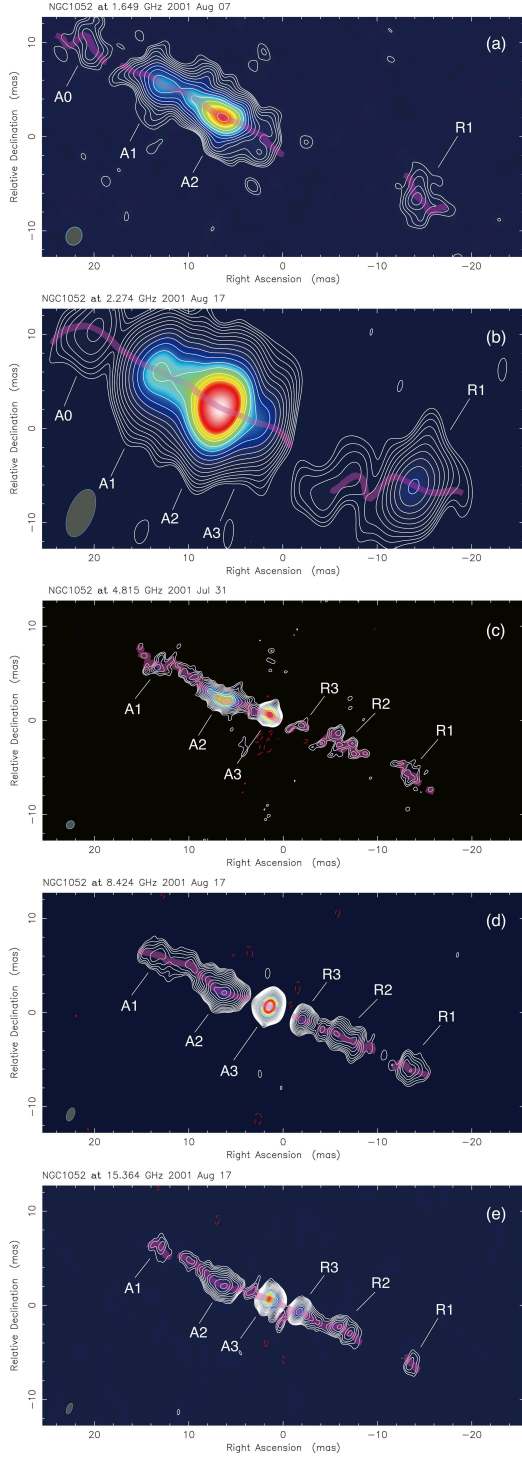 NGC1052 at 1.649 GHz 2001 Aug 07
(a)
A0
A1
A2
R1
10
0
−10
Relative Declination (mas)
20 10 0 −10 −20
Right Ascension (mas)
NGC1052 at 2.274 GHz 2001 Aug 17
(b)
A0
A1
A2
A3
R1
10
0
−10
Relative Declination (mas)
20 10 0 −10 −20
Right Ascension (mas)
NGC1052 at 4.815 GHz 2001 Jul 31
(c)
A1
A2
A3
R3
R2
R1
10
0
−10
Relative Declination (mas)
20 10 0 −10 −20
Right Ascension (mas)
NGC1052 at 8.424 GHz 2001 Aug 17
(d)
A1
A2
A3
R3
R2
R1
10
0
−10
Relative Declination (mas)
20 10 0 −10 −20
Right Ascension (mas)
NGC1052 at 15.364 GHz 2001 Aug 17
(e)
A1
A2
A3
R3
R2
R1
10
0
−10
Relative Declination (mas)
20 10 0 −10 −20
Right Ascension (mas)